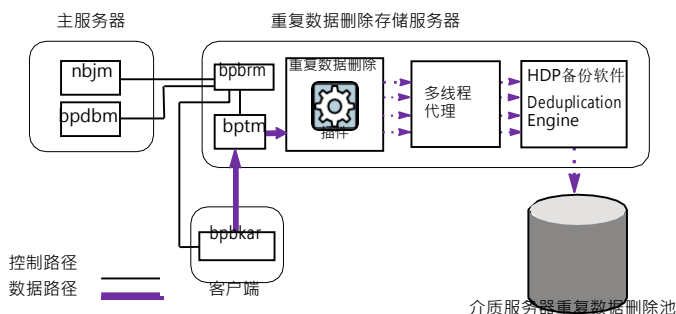 主服务器
重复数据删除存储服务器
nbjm
bpdbm
bpbrm
bptm
重复数据删除
插件
多线程
代理
HDP备份软件
Deduplication
Engine
bpbkar
客户端
控制路径
数据路径
介质服务器重复数据删除池